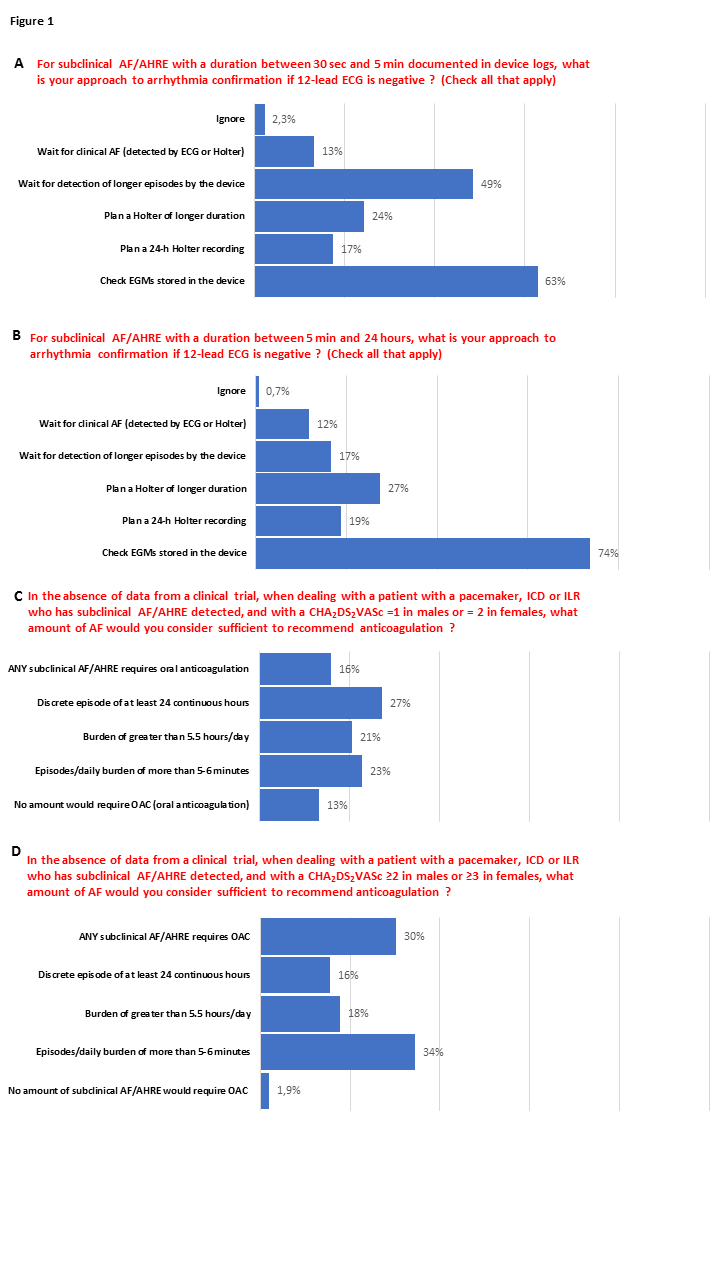 Figure 1
A For subclinical AF/AHRE with a duration between 30 sec and 5 min documented in device logs, what
is your approach to arrhythmia confirmation if 12-lead ECG is negative ? (Check all that apply)
Ignore 2,3%
Wait for clinical AF (detected by ECG or Holter) 13%
Wait for detection of longer episodes by the device 49%
Plan a Holter of longer duration 24%
Plan a 24-h Holter recording 17%
Check EGMs stored in the device 63%
B For subclinical AF/AHRE with a duration between 5 min and 24 hours, what is your approach to
arrhythmia confirmation if 12-lead ECG is negative ? (Check all that apply)
Ignore 0,7%
Wait for clinical AF (detected by ECG or Holter) 12%
Wait for detection of longer episodes by the device 17%
Plan a Holter of longer duration 27%
Plan a 24-h Holter recording 19%
Check EGMs stored in the device 74%
C In the absence of data from a clinical trial, when dealing with a patient with a pacemaker, ICD or ILR
who has subclinical AF/AHRE detected, and with a CHA₂DS₂VASc =1 in males or = 2 in females, what
amount of AF would you consider sufficient to recommend anticoagulation ?
ANY subclinical AF/AHRE requires oral anticoagulation 16%
Discrete episode of at least 24 continuous hours 27%
Burden of greater than 5.5 hours/day 21%
Episodes/daily burden of more than 5-6 minutes 23%
No amount would require OAC (oral anticoagulation) 13%
D In the absence of data from a clinical trial, when dealing with a patient with a pacemaker, ICD or ILR
who has subclinical AF/AHRE detected, and with a CHA₂DS₂VASc ≥2 in males or ≥3 in females, what
amount of AF would you consider sufficient to recommend anticoagulation ?
ANY subclinical AF/AHRE requires OAC 30%
Discrete episode of at least 24 continuous hours 16%
Burden of greater than 5.5 hours/day 18%
Episodes/daily burden of more than 5-6 minutes 34%
No amount of subclinical AF/AHRE would require OAC 1,9%